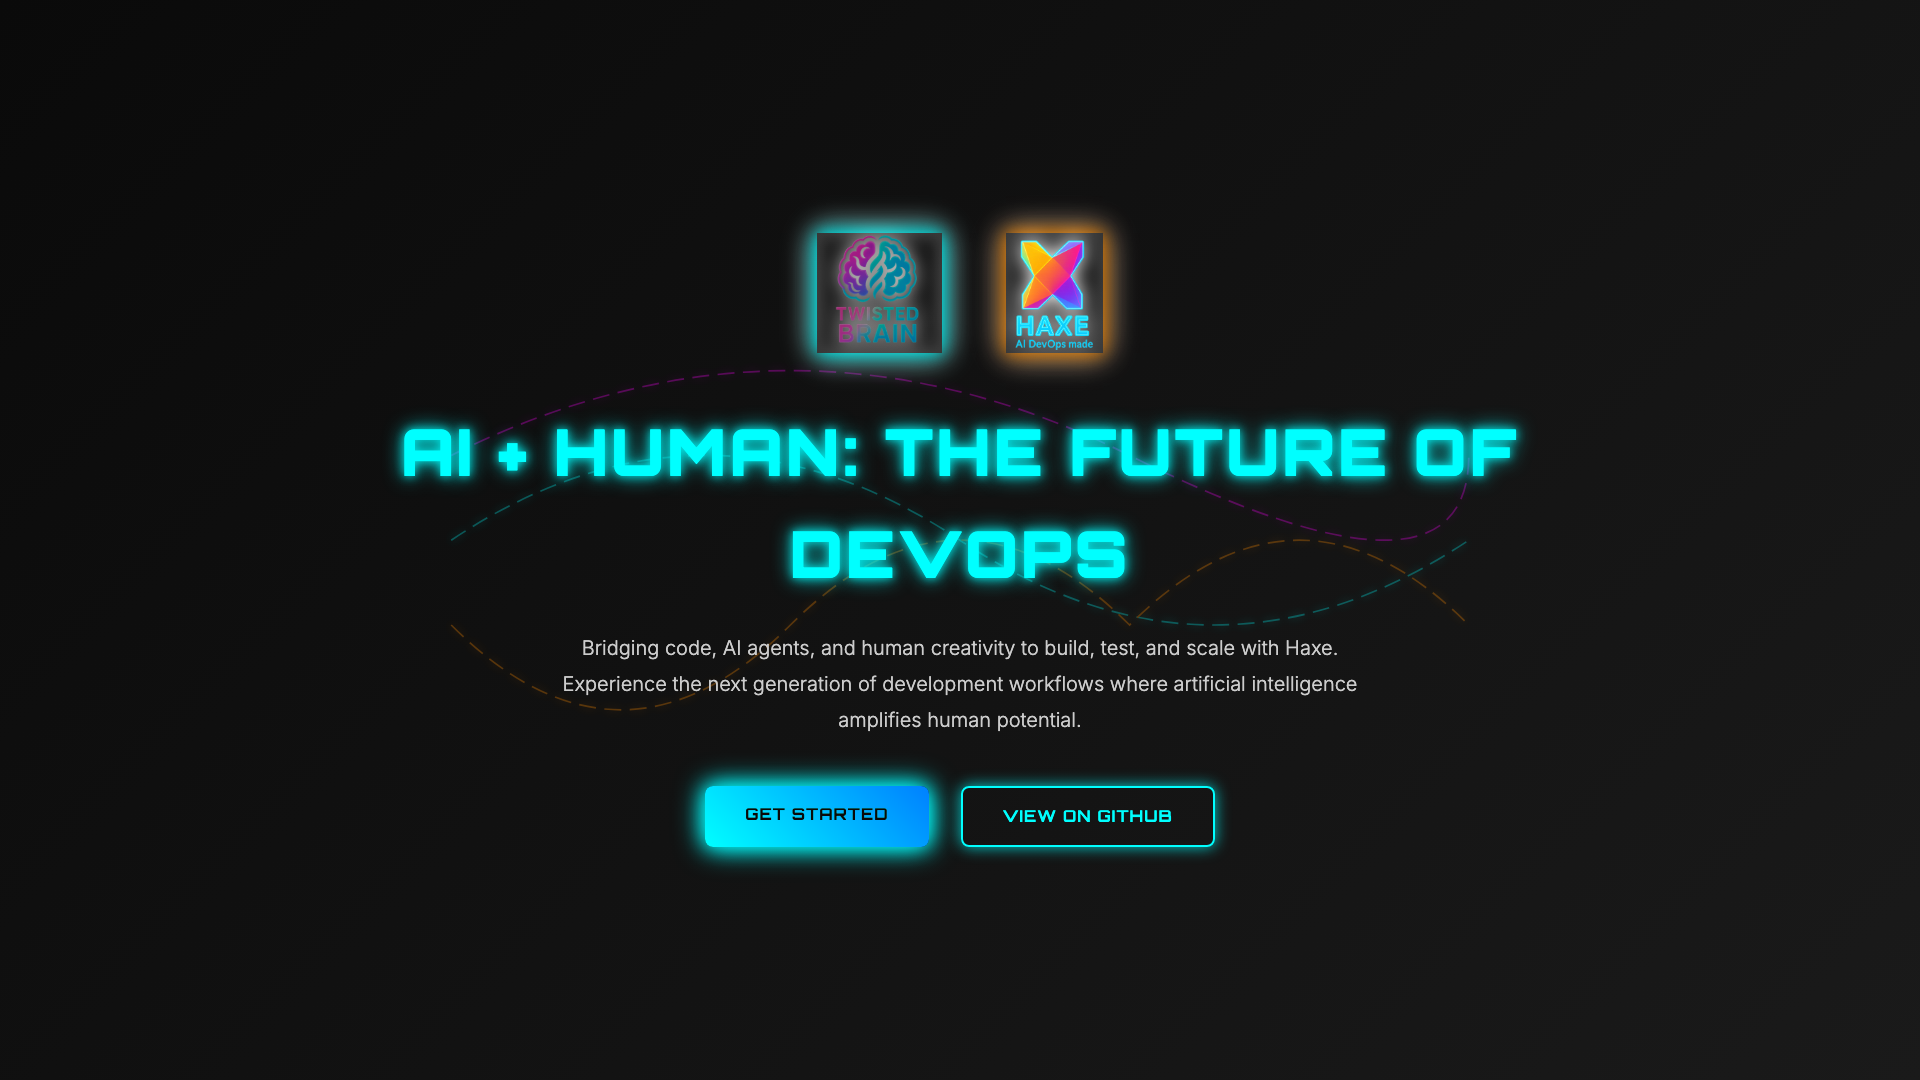 TWISTED
BRAIN
HAXE
AI DevOps made
AI + HUMAN: THE FUTURE OF
DEVOPS
Bridging code, AI agents, and human creativity to build, test, and scale with Haxe.
Experience the next generation of development workflows where artificial intelligence
amplifies human potential.
GET STARTED
VIEW ON GITHUB